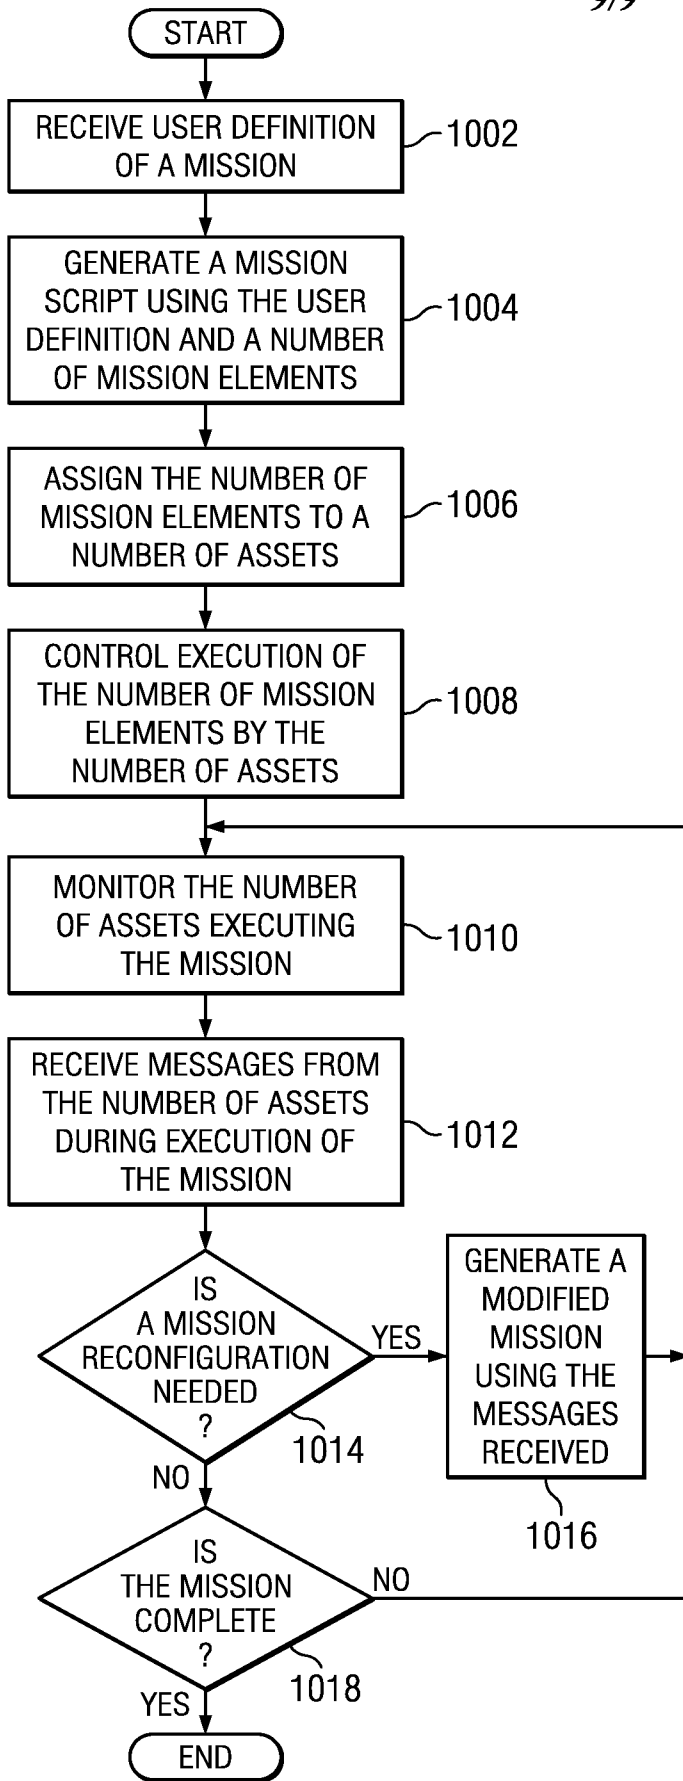 9/9
START
RECEIVE USER DEFINITION
OF A MISSION
1002
GENERATE A MISSION
SCRIPT USING THE USER
DEFINITION AND A NUMBER
OF MISSION ELEMENTS
1004
ASSIGN THE NUMBER OF
MISSION ELEMENTS TO A
NUMBER OF ASSETS
1006
CONTROL EXECUTION OF
THE NUMBER OF MISSION
ELEMENTS BY THE
NUMBER OF ASSETS
1008
MONITOR THE NUMBER
OF ASSETS EXECUTING
THE MISSION
1010
RECEIVE MESSAGES FROM
THE NUMBER OF ASSETS
DURING EXECUTION OF
THE MISSION
1012
IS
A MISSION
RECONFIGURATION
NEEDED
?
1014
YES
GENERATE A
MODIFIED
MISSION
USING THE
MESSAGES
RECEIVED
1016
NO
IS
THE MISSION
COMPLETE
?
1018
NO
YES
END